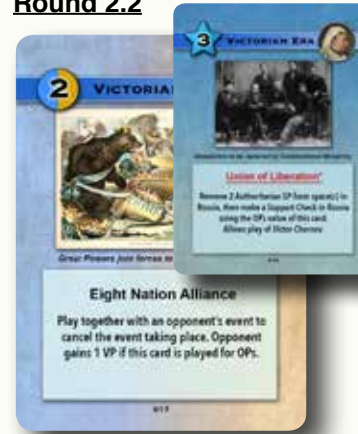 Round 2.2
2 VICTORIA
Great Powers join forces to
Eight Nation Alliance
Play together with an opponent's event to
cancel the event taking place. Opponent
gains 1 VP if this card is played for OPs.
3 VICTORIAN ERA
Union of Liberation*
Remove 2 Authoritarian SP from space(s) in
Russia, then make a Support Check in Russia
using the OPs value of this card.
Allows play of Victor Chernov